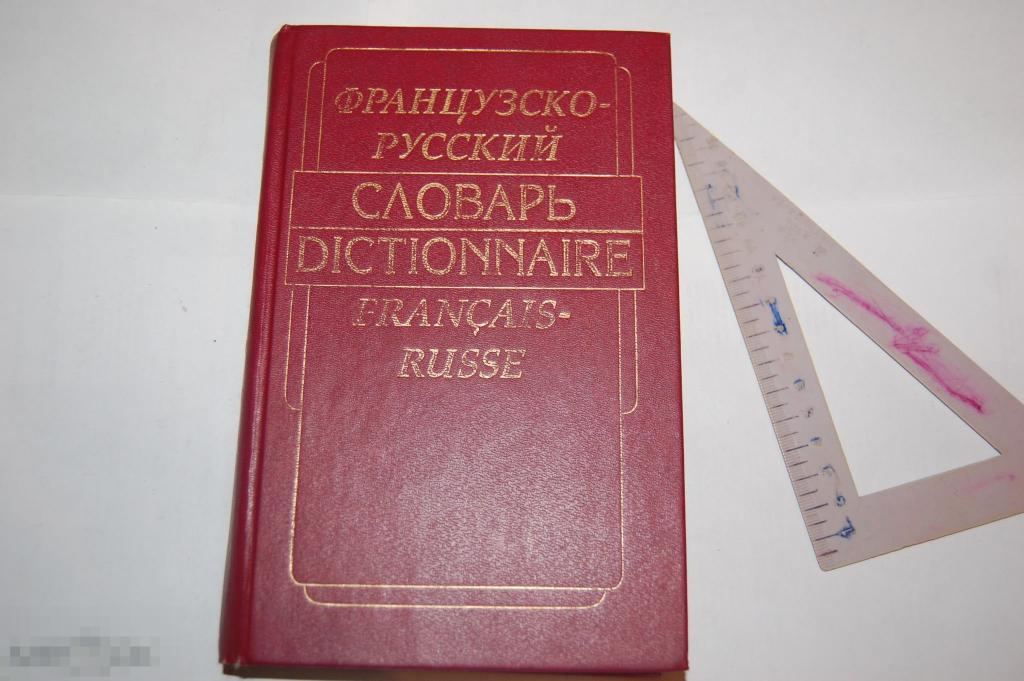 ФРАНЦУЗСКО-
РУССКИЙ
СЛОВАРЬ
DICTIONNAIRE
FRANÇAIS-
RUSSE